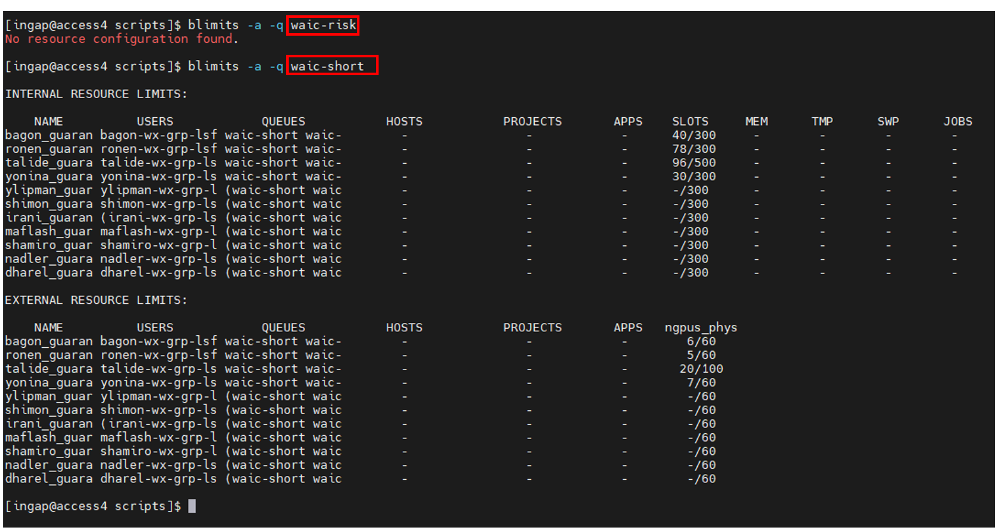 [ingap@access4 scripts]$ blimits -a -q waic-risk
No resource configuration found.
[ingap@access4 scripts]$ blimits -a -q waic-short
INTERNAL RESOURCE LIMITS:
NAME USERS QUEUES HOSTS PROJECTS APPS SLOTS MEM TMP SWP JOBS
bagon_guaran bagon-wx-grp-lsf waic-short waic- - - - 40/300 - - - -
ronen_guaran ronen-wx-grp-lsf waic-short waic- - - - 78/300 - - - -
talide_guara talide-wx-grp-ls waic-short waic- - - - 96/500 - - - -
yonina_guara yonina-wx-grp-ls waic-short waic- - - - 30/300 - - - -
ylipman_guar ylipman-wx-grp-l (waic-short waic - - - -/300 - - - -
shimon_guara shimon-wx-grp-ls (waic-short waic - - - -/300 - - - -
irani_guaran (irani-wx-grp-ls (waic-short waic - - - -/300 - - - -
maflash_guar maflash-wx-grp-l (waic-short waic - - - -/300 - - - -
shamiro_guar shamiro-wx-grp-l (waic-short waic - - - -/300 - - - -
nadler_guara nadler-wx-grp-ls (waic-short waic - - - -/300 - - - -
dharel_guara dharel-wx-grp-ls (waic-short waic - - - -/300 - - - -
EXTERNAL RESOURCE LIMITS:
NAME USERS QUEUES HOSTS PROJECTS APPS ngpus_phys
bagon_guaran bagon-wx-grp-lsf waic-short waic- - - - 6/60
ronen_guaran ronen-wx-grp-lsf waic-short waic- - - - 5/60
talide_guara talide-wx-grp-ls waic-short waic- - - - 20/100
yonina_guara yonina-wx-grp-ls waic-short waic- - - - 7/60
ylipman_guar ylipman-wx-grp-l (waic-short waic - - - -/60
shimon_guara shimon-wx-grp-ls (waic-short waic - - - -/60
irani_guaran (irani-wx-grp-ls (waic-short waic - - - -/60
maflash_guar maflash-wx-grp-l (waic-short waic - - - -/60
shamiro_guar shamiro-wx-grp-l (waic-short waic - - - -/60
nadler_guara nadler-wx-grp-ls (waic-short waic - - - -/60
dharel_guara dharel-wx-grp-ls (waic-short waic - - - -/60
[ingap@access4 scripts]$